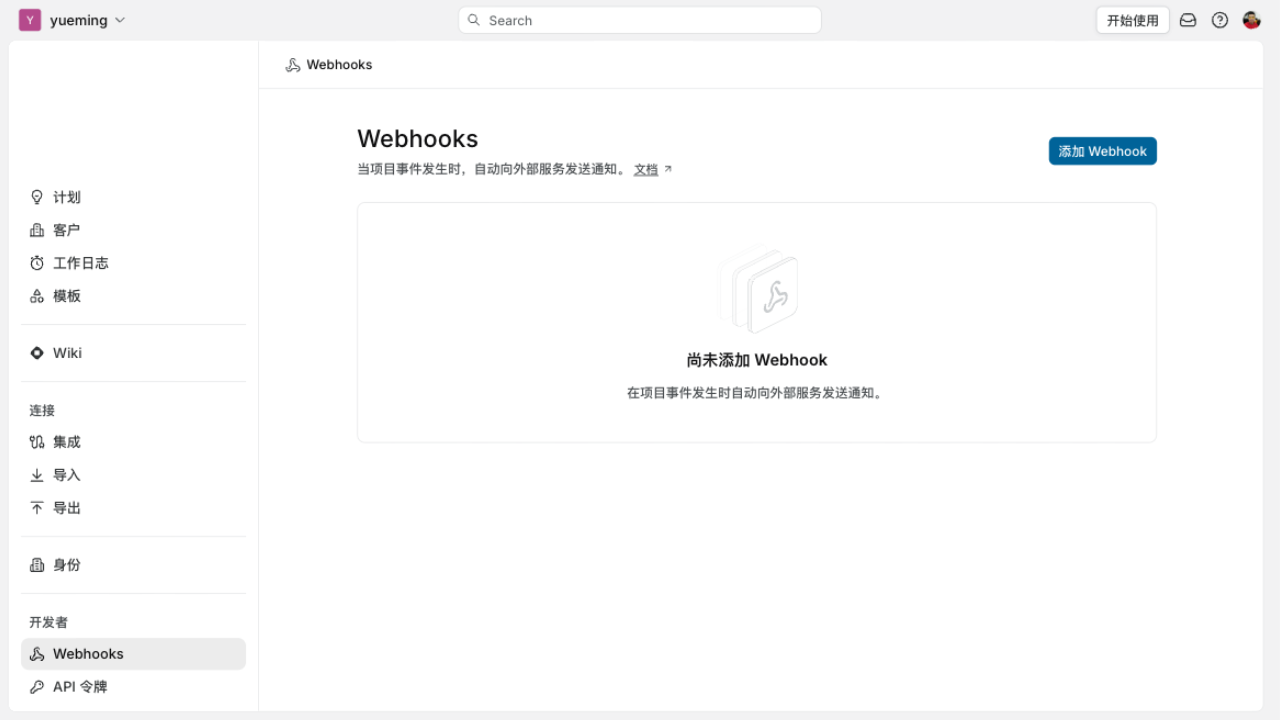 Y yueming
Search
开始使用
计划
客户
工作日志
模板
Wiki
连接
集成
导入
导出
身份
开发者
Webhooks
API 令牌
Webhooks
Webhooks
当项目事件发生时，自动向外部服务发送通知。 文档
添加 Webhook
尚未添加 Webhook
在项目事件发生时自动向外部服务发送通知。